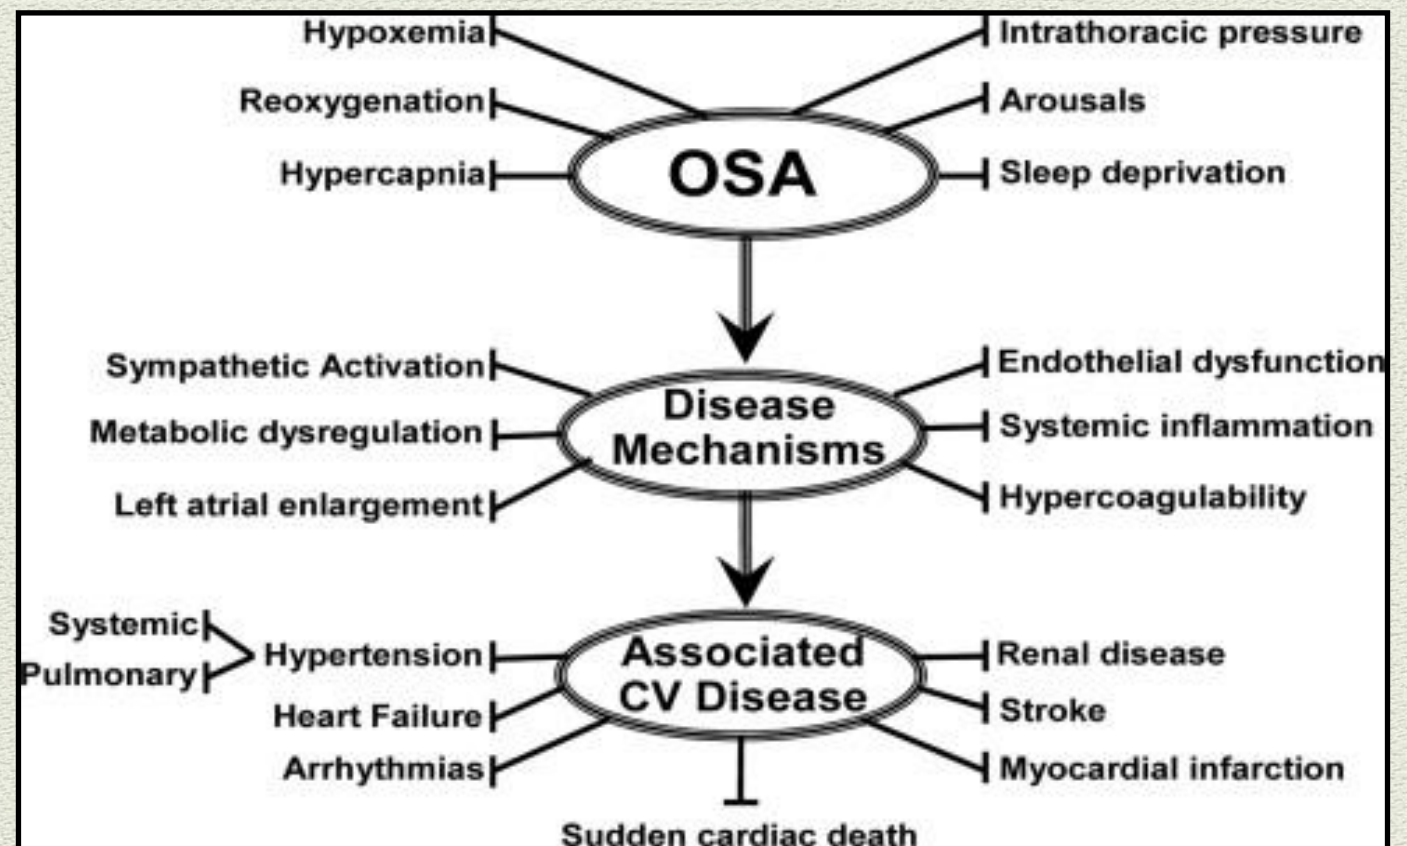 Hypoxemia
Intrathoracic pressure
Reoxygenation
Arousals
Hypercapnia
OSA
Sleep deprivation
Sympathetic Activation
Endothelial dysfunction
Metabolic dysregulation
Disease
Mechanisms
Systemic inflammation
Left atrial enlargement
Hypercoagulability
Systemic
Pulmonary
Hypertension
Associated
CV Disease
Renal disease
Heart Failure
Stroke
Arrhythmias
Myocardial infarction
Sudden cardiac death